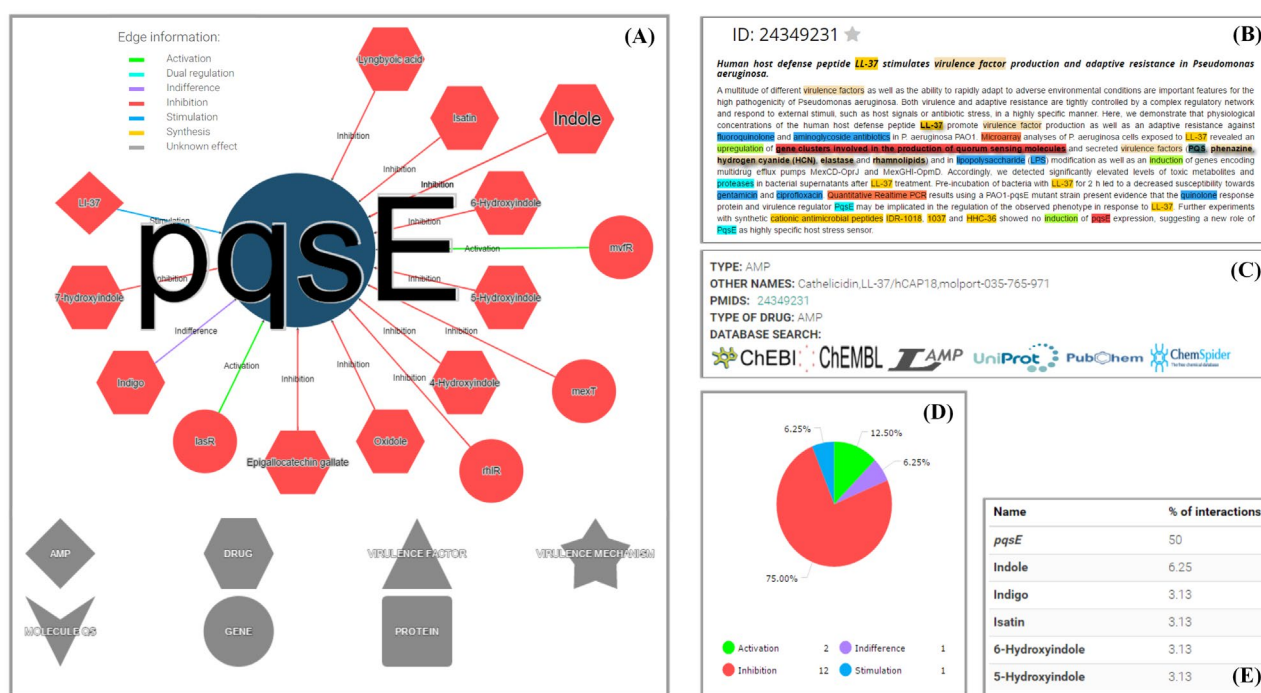 (A)
Edge information:
Activation
Dual regulation
Indifference
Inhibition
Stimulation
Synthesis
Unknown effect
Lyngbyoic acid
Inhibition
Isatin
Indole
Inhibition
Inhibition
6-Hydroxyindole
Inhibition
Ll-37
Stimulation
pqsE
Activation
mvfR
7-hydroxyindole
Inhibition
Inhibition
5-Hydroxyindole
Indifference
Inhibition
Inhibition
Indigo
Activation
Inhibition
Inhibition
Inhibition
4-Hydroxyindole
mexT
lasR
Epigallocatechin gallate
Oxidole
AMP
DRUG
VIRULENCE FACTOR
VIRULENCE MECHANISM
MOLECULE QS
GENE
PROTEIN
ID: 24349231
(B)
Human host defense peptide LL-37 stimulates virulence factor production and adaptive resistance in Pseudomonas
aeruginosa.
A multitude of different virulence factors as well as the ability to rapidly adapt to adverse environmental conditions are important features for the
high pathogenicity of Pseudomonas aeruginosa. Both virulence and adaptive resistance are tightly controlled by a complex regulatory network
and respond to external stimuli, such as host signals or antibiotic stress, in a highly specific manner. Here, we demonstrate that physiological
concentrations of the human host defense peptide LL-37 promote virulence factor production as well as an adaptive resistance against
fluoroquinolone and aminoglycoside antibiotics in P. aeruginosa PAO1. Microarray analyses of P. aeruginosa cells exposed to LL-37 revealed an
upregulation of gene clusters involved in the production of quorum sensing molecules and secreted virulence factors (PQS, phenazine,
hydrogen cyanide (HCN), elastase and rhamnolipids) and in lipopolysaccharide (LPS) modification as well as an induction of genes encoding
multidrug efflux pumps MexCD-OprJ and MexGHI-OpmD. Accordingly, we detected significantly elevated levels of toxic metabolites and
proteases in bacterial supernatants after LL-37 treatment. Pre-incubation of bacteria with LL-37 for 2 h led to a decreased susceptibility towards
gentamicin and ciprofloxacin. Quantitative Realtime PCR results using a PAO1-pqsE mutant strain present evidence that the quinolone response
protein and virulence regulator PqsE may be implicated in the regulation of the observed phenotype in response to LL-37. Further experiments
with synthetic cationic antimicrobial peptides IDR-1018, 1037 and HHC-36 showed no induction of pqsE expression, suggesting a new role of
PqsE as highly specific host stress sensor.
(C)
TYPE: AMP
OTHER NAMES: Cathelicidin,LL-37/hCAP18,molport-035-765-971
PMIDS: 24349231
TYPE OF DRUG: AMP
DATABASE SEARCH:
ChEBI ChEMBL LAMP UniProt PubChem ChemSpider
The free chemical database
(D)
6.25%
12.50%
6.25%
75.00%
Activation 2 Indifference 1
Inhibition 12 Stimulation 1
Name % of interactions
pqsE 50
Indole 6.25
Indigo 3.13
Isatin 3.13
6-Hydroxyindole 3.13
5-Hydroxyindole 3.13
(E)